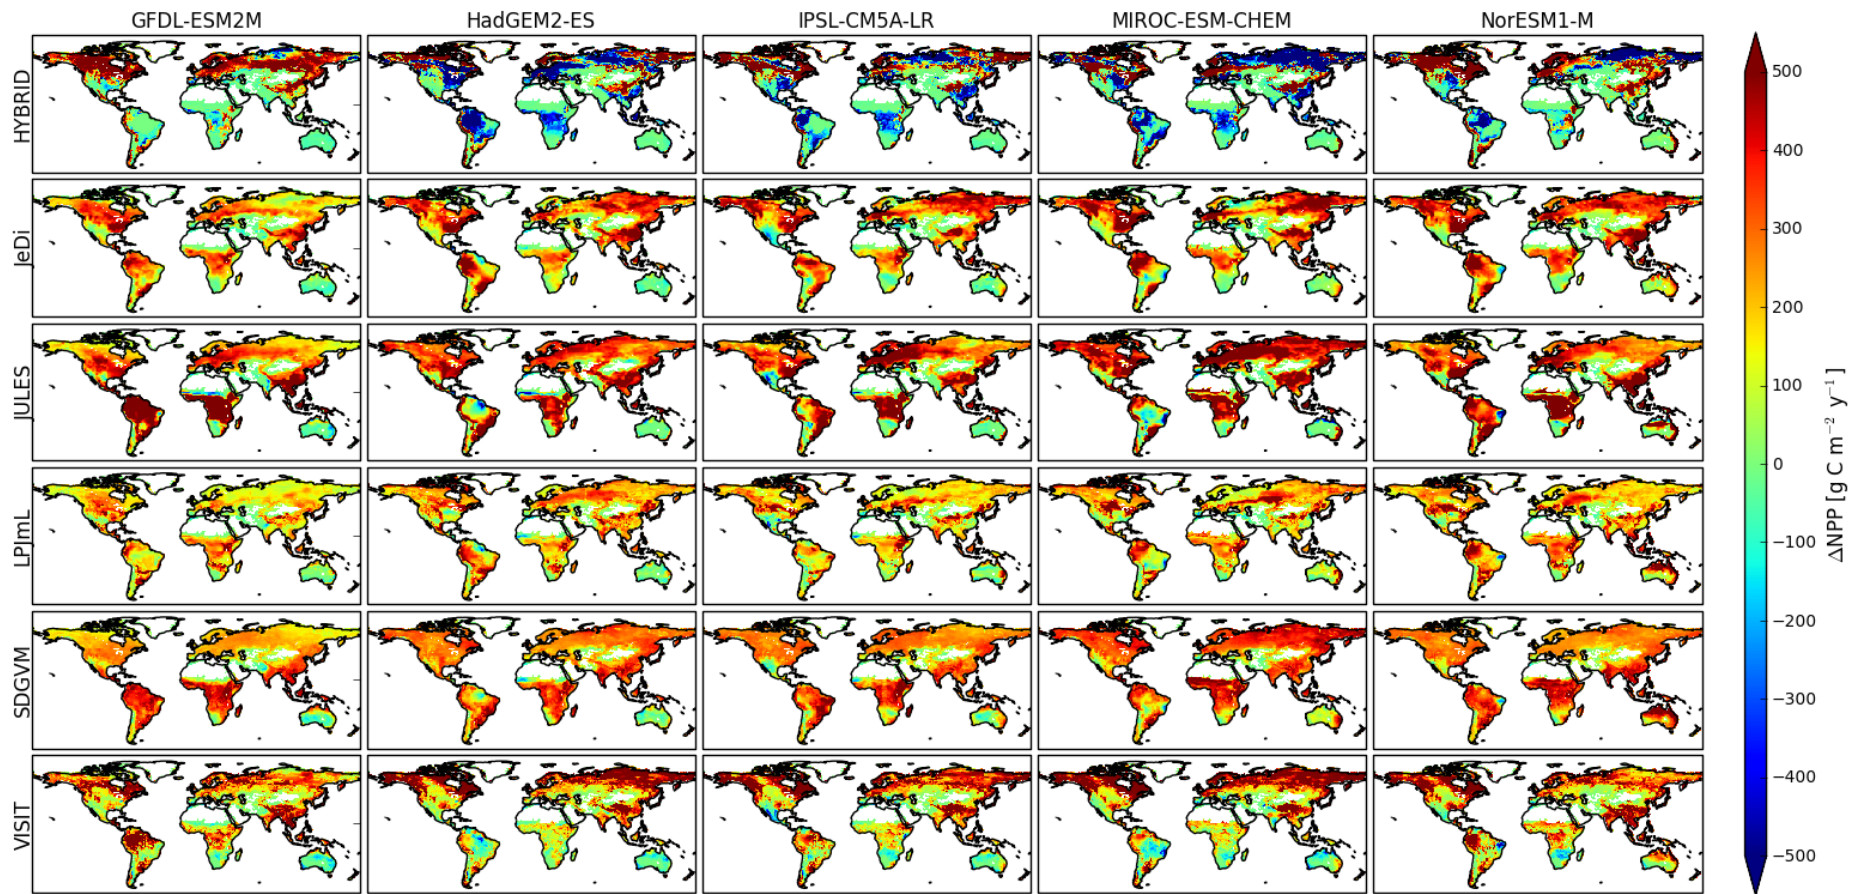 GFDL-ESM2M HadGEM2-ES IPSL-CM5A-LR MIROC-ESM-CHEM NorESM1-M
HYBRID
JeDi
JULES
LPJmL
SDGVM
VISIT
500
400
300
200
100
0
−100
−200
−300
−400
−500
ΔNPP [g C m⁻² y⁻¹]